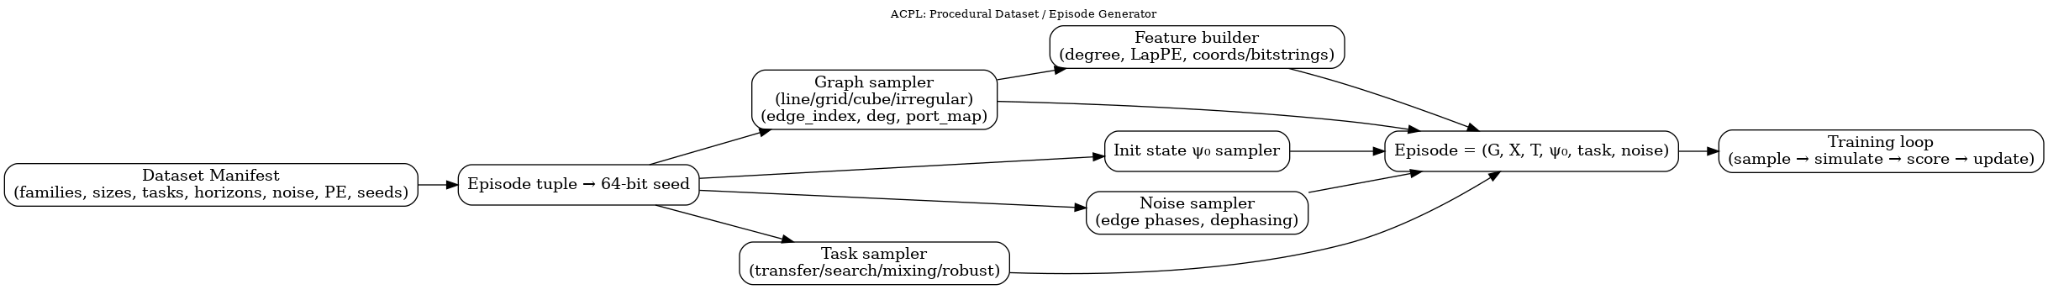 ACPL: Procedural Dataset / Episode Generator
Dataset Manifest
(families, sizes, tasks, horizons, noise, PE, seeds)
Episode tuple → 64-bit seed
Graph sampler
(line/grid/cube/irregular)
(edge_index, deg, port_map)
Feature builder
(degree, LapPE, coords/bitstrings)
Init state ψ₀ sampler
Noise sampler
(edge phases, dephasing)
Task sampler
(transfer/search/mixing/robust)
Episode = (G, X, T, ψ₀, task, noise)
Training loop
(sample → simulate → score → update)